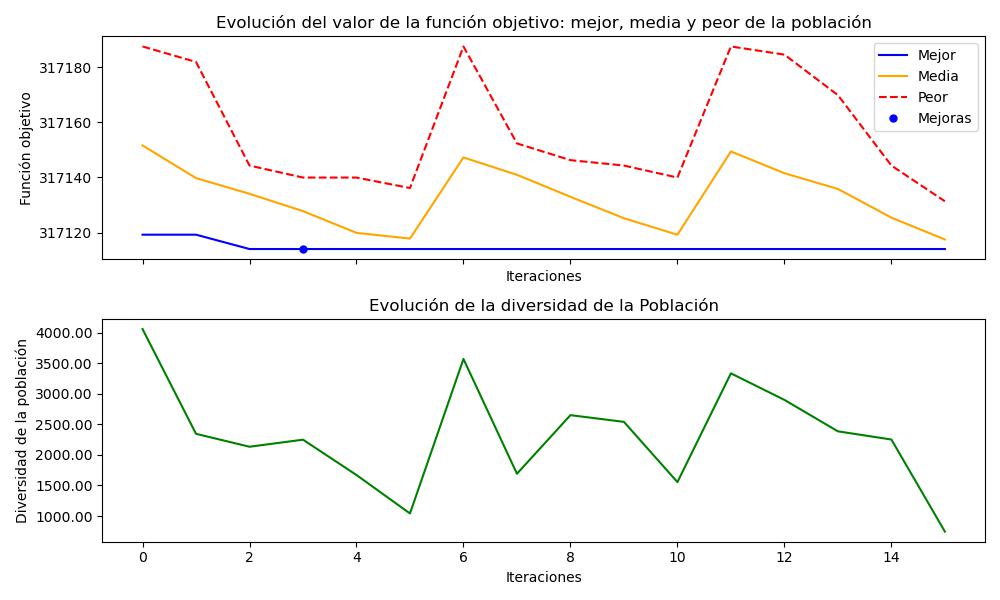 Evolución del valor de la función objetivo: mejor, media y peor de la población
Función objetivo
317180
317160
317140
317120
Mejor
Media
Peor
Mejoras
Iteraciones
Evolución de la diversidad de la Población
Diversidad de la población
4000.00
3500.00
3000.00
2500.00
2000.00
1500.00
1000.00
0 2 4 6 8 10 12 14
Iteraciones